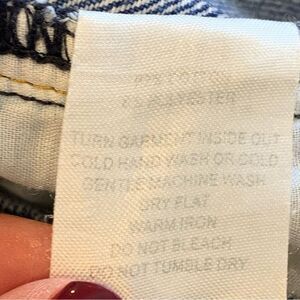 COTTON
POLYESTER
TURN GARMENT INSIDE OUT
COLD HAND WASH OR COLD
GENTLE MACHINE WASH
DRY FLAT
WARM IRON
DO NOT BLEACH
DO NOT TUMBLE DRY